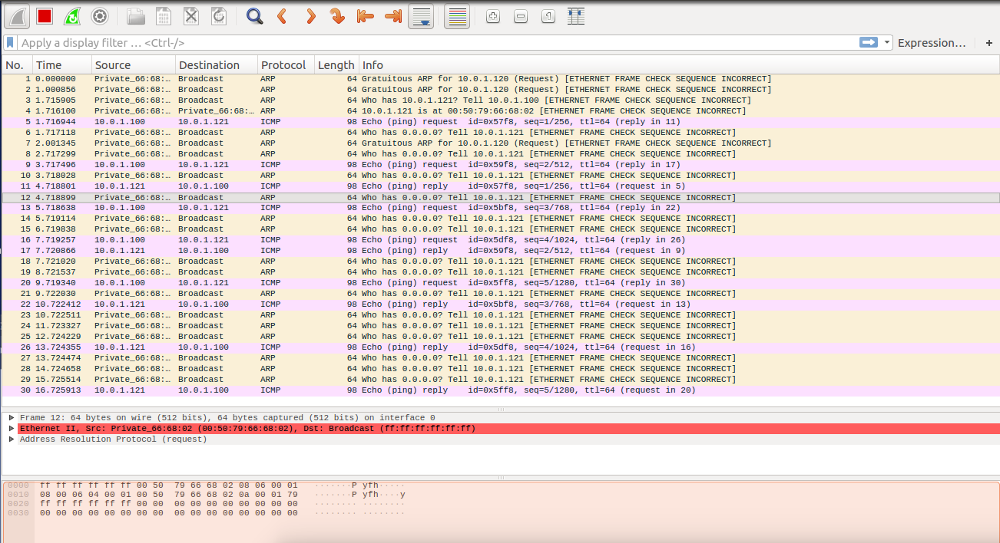 Apply a display filter … <Ctrl-/> Expression… +
No. Time Source Destination Protocol Length Info
1 0.000000 Private_66:68:… Broadcast ARP 64 Gratuitous ARP for 10.0.1.120 (Request) [ETHERNET FRAME CHECK SEQUENCE INCORRECT]
2 1.000856 Private_66:68:… Broadcast ARP 64 Gratuitous ARP for 10.0.1.120 (Request) [ETHERNET FRAME CHECK SEQUENCE INCORRECT]
3 1.715905 Private_66:68:… Broadcast ARP 64 Who has 10.0.1.121? Tell 10.0.1.100 [ETHERNET FRAME CHECK SEQUENCE INCORRECT]
4 1.716100 Private_66:68:… Private_66:68:… ARP 64 10.0.1.121 is at 00:50:79:66:68:02 [ETHERNET FRAME CHECK SEQUENCE INCORRECT]
5 1.716944 10.0.1.100 10.0.1.121 ICMP 98 Echo (ping) request id=0x57f8, seq=1/256, ttl=64 (reply in 11)
6 1.717118 Private_66:68:… Broadcast ARP 64 Who has 0.0.0.0? Tell 10.0.1.121 [ETHERNET FRAME CHECK SEQUENCE INCORRECT]
7 2.001345 Private_66:68:… Broadcast ARP 64 Gratuitous ARP for 10.0.1.120 (Request) [ETHERNET FRAME CHECK SEQUENCE INCORRECT]
8 2.717299 Private_66:68:… Broadcast ARP 64 Who has 0.0.0.0? Tell 10.0.1.121 [ETHERNET FRAME CHECK SEQUENCE INCORRECT]
9 3.717496 10.0.1.100 10.0.1.121 ICMP 98 Echo (ping) request id=0x59f8, seq=2/512, ttl=64 (reply in 17)
10 3.718028 Private_66:68:… Broadcast ARP 64 Who has 0.0.0.0? Tell 10.0.1.121 [ETHERNET FRAME CHECK SEQUENCE INCORRECT]
11 4.718801 10.0.1.121 10.0.1.100 ICMP 98 Echo (ping) reply id=0x57f8, seq=1/256, ttl=64 (request in 5)
12 4.718899 Private_66:68:… Broadcast ARP 64 Who has 0.0.0.0? Tell 10.0.1.121 [ETHERNET FRAME CHECK SEQUENCE INCORRECT]
13 5.718638 10.0.1.100 10.0.1.121 ICMP 98 Echo (ping) request id=0x5bf8, seq=3/768, ttl=64 (reply in 22)
14 5.719114 Private_66:68:… Broadcast ARP 64 Who has 0.0.0.0? Tell 10.0.1.121 [ETHERNET FRAME CHECK SEQUENCE INCORRECT]
15 6.719838 Private_66:68:… Broadcast ARP 64 Who has 0.0.0.0? Tell 10.0.1.121 [ETHERNET FRAME CHECK SEQUENCE INCORRECT]
16 7.719257 10.0.1.100 10.0.1.121 ICMP 98 Echo (ping) request id=0x5df8, seq=4/1024, ttl=64 (reply in 26)
17 7.720866 10.0.1.121 10.0.1.100 ICMP 98 Echo (ping) reply id=0x59f8, seq=2/512, ttl=64 (request in 9)
18 7.721020 Private_66:68:… Broadcast ARP 64 Who has 0.0.0.0? Tell 10.0.1.121 [ETHERNET FRAME CHECK SEQUENCE INCORRECT]
19 8.721537 Private_66:68:… Broadcast ARP 64 Who has 0.0.0.0? Tell 10.0.1.121 [ETHERNET FRAME CHECK SEQUENCE INCORRECT]
20 9.719340 10.0.1.100 10.0.1.121 ICMP 98 Echo (ping) request id=0x5ff8, seq=5/1280, ttl=64 (reply in 30)
21 9.722030 Private_66:68:… Broadcast ARP 64 Who has 0.0.0.0? Tell 10.0.1.121 [ETHERNET FRAME CHECK SEQUENCE INCORRECT]
22 10.722412 10.0.1.121 10.0.1.100 ICMP 98 Echo (ping) reply id=0x5bf8, seq=3/768, ttl=64 (request in 13)
23 10.722511 Private_66:68:… Broadcast ARP 64 Who has 0.0.0.0? Tell 10.0.1.121 [ETHERNET FRAME CHECK SEQUENCE INCORRECT]
24 11.723327 Private_66:68:… Broadcast ARP 64 Who has 0.0.0.0? Tell 10.0.1.121 [ETHERNET FRAME CHECK SEQUENCE INCORRECT]
25 12.724229 Private_66:68:… Broadcast ARP 64 Who has 0.0.0.0? Tell 10.0.1.121 [ETHERNET FRAME CHECK SEQUENCE INCORRECT]
26 13.724355 10.0.1.121 10.0.1.100 ICMP 98 Echo (ping) reply id=0x5df8, seq=4/1024, ttl=64 (request in 16)
27 13.724474 Private_66:68:… Broadcast ARP 64 Who has 0.0.0.0? Tell 10.0.1.121 [ETHERNET FRAME CHECK SEQUENCE INCORRECT]
28 14.724658 Private_66:68:… Broadcast ARP 64 Who has 0.0.0.0? Tell 10.0.1.121 [ETHERNET FRAME CHECK SEQUENCE INCORRECT]
29 15.725514 Private_66:68:… Broadcast ARP 64 Who has 0.0.0.0? Tell 10.0.1.121 [ETHERNET FRAME CHECK SEQUENCE INCORRECT]
30 16.725913 10.0.1.121 10.0.1.100 ICMP 98 Echo (ping) reply id=0x5ff8, seq=5/1280, ttl=64 (request in 20)
Frame 12: 64 bytes on wire (512 bits), 64 bytes captured (512 bits) on interface 0
Ethernet II, Src: Private_66:68:02 (00:50:79:66:68:02), Dst: Broadcast (ff:ff:ff:ff:ff:ff)
Address Resolution Protocol (request)
0000 ff ff ff ff ff ff 00 50 79 66 68 02 08 06 00 01 ·······P yfh·····
0010 08 00 06 04 00 01 00 50 79 66 68 02 0a 00 01 79 ·······P yfh····y
0020 ff ff ff ff ff ff 00 00 00 00 00 00 00 00 00 00 ········ ········
0030 00 00 00 00 00 00 00 00 00 00 00 00 00 00 00 00 ········ ········